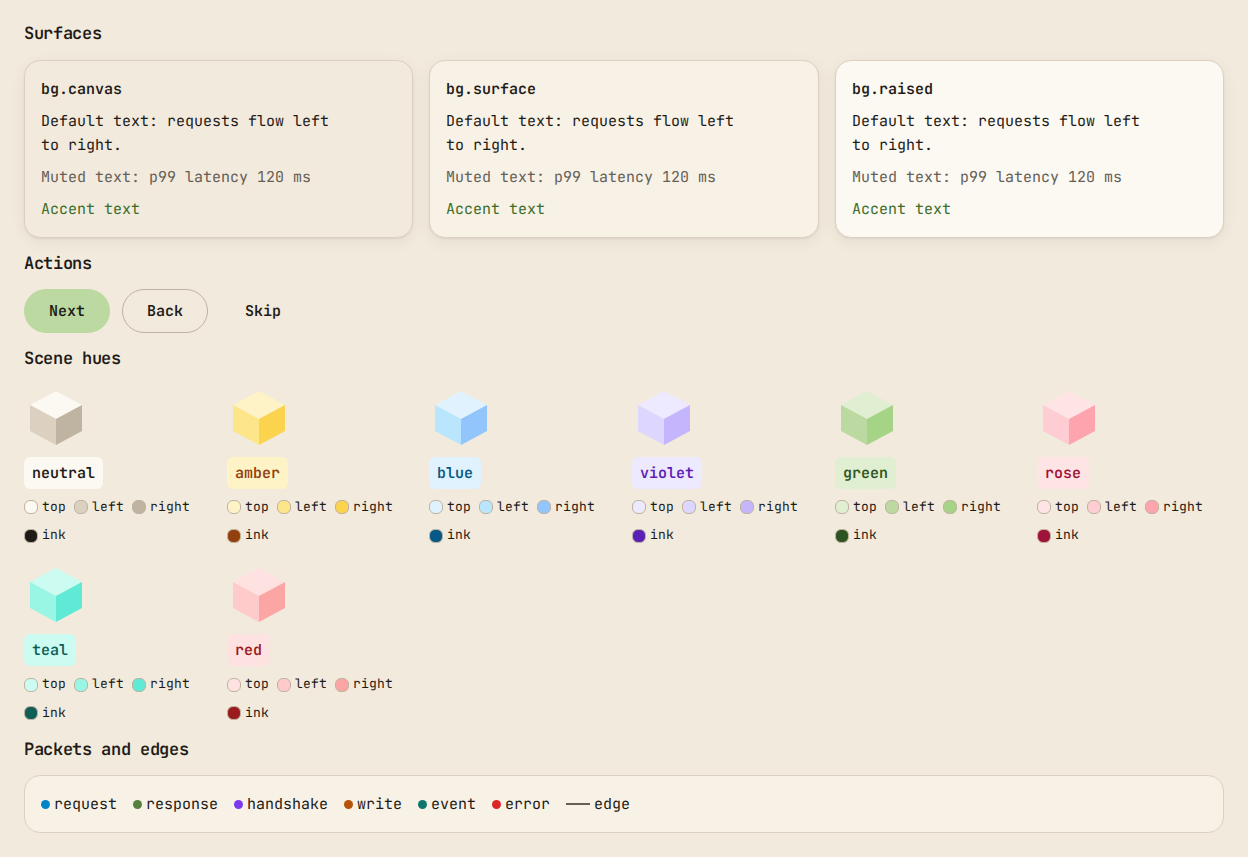 Surfaces
bg.canvas
Default text: requests flow left
to right.
Muted text: p99 latency 120 ms
Accent text
bg.surface
Default text: requests flow left
to right.
Muted text: p99 latency 120 ms
Accent text
bg.raised
Default text: requests flow left
to right.
Muted text: p99 latency 120 ms
Accent text
Actions
Next Back Skip
Scene hues
neutral
top left right
ink
amber
top left right
ink
blue
top left right
ink
violet
top left right
ink
green
top left right
ink
rose
top left right
ink
teal
top left right
ink
red
top left right
ink
Packets and edges
request response handshake write event error edge